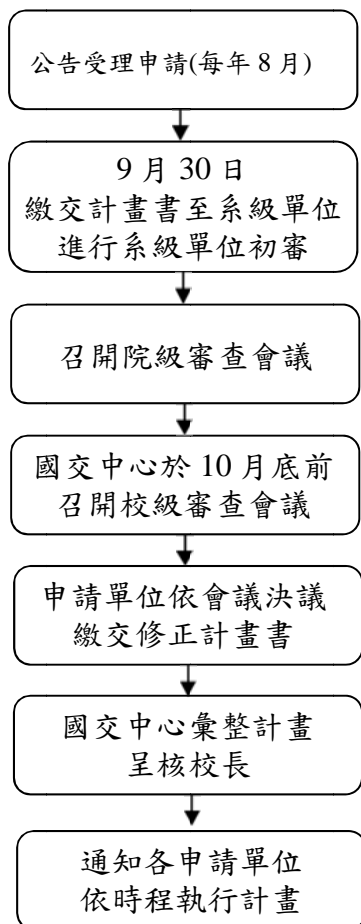 公告受理申請(每年 8 月)
9 月 30 日
繳交計畫書至系級單位
進行系級單位初審
召開院級審查會議
國交中心於 10 月底前
召開校級審查會議
申請單位依會議決議
繳交修正計畫書
國交中心彙整計畫
呈核校長
通知各申請單位
依時程執行計畫